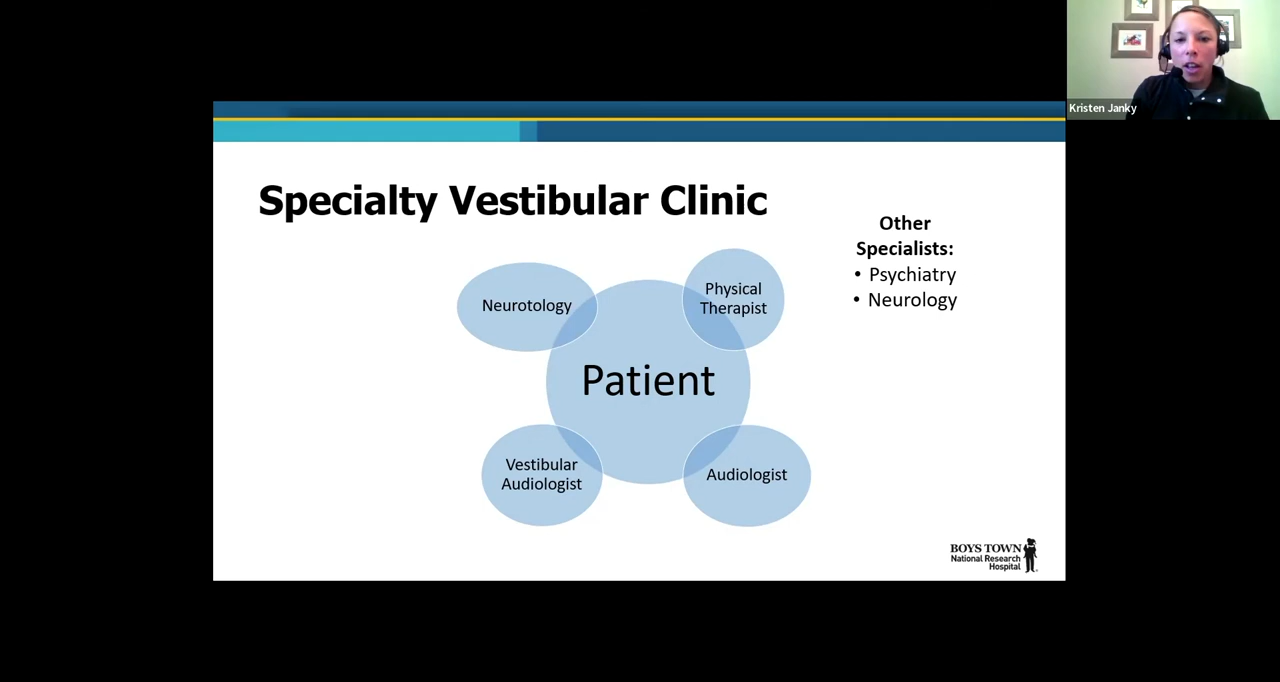 Kristen Janky
Specialty Vestibular Clinic
Other
Specialists:
• Psychiatry
• Neurology
Neurotology
Physical
Therapist
Patient
Vestibular
Audiologist
Audiologist
BOYS TOWN
National Research
Hospital